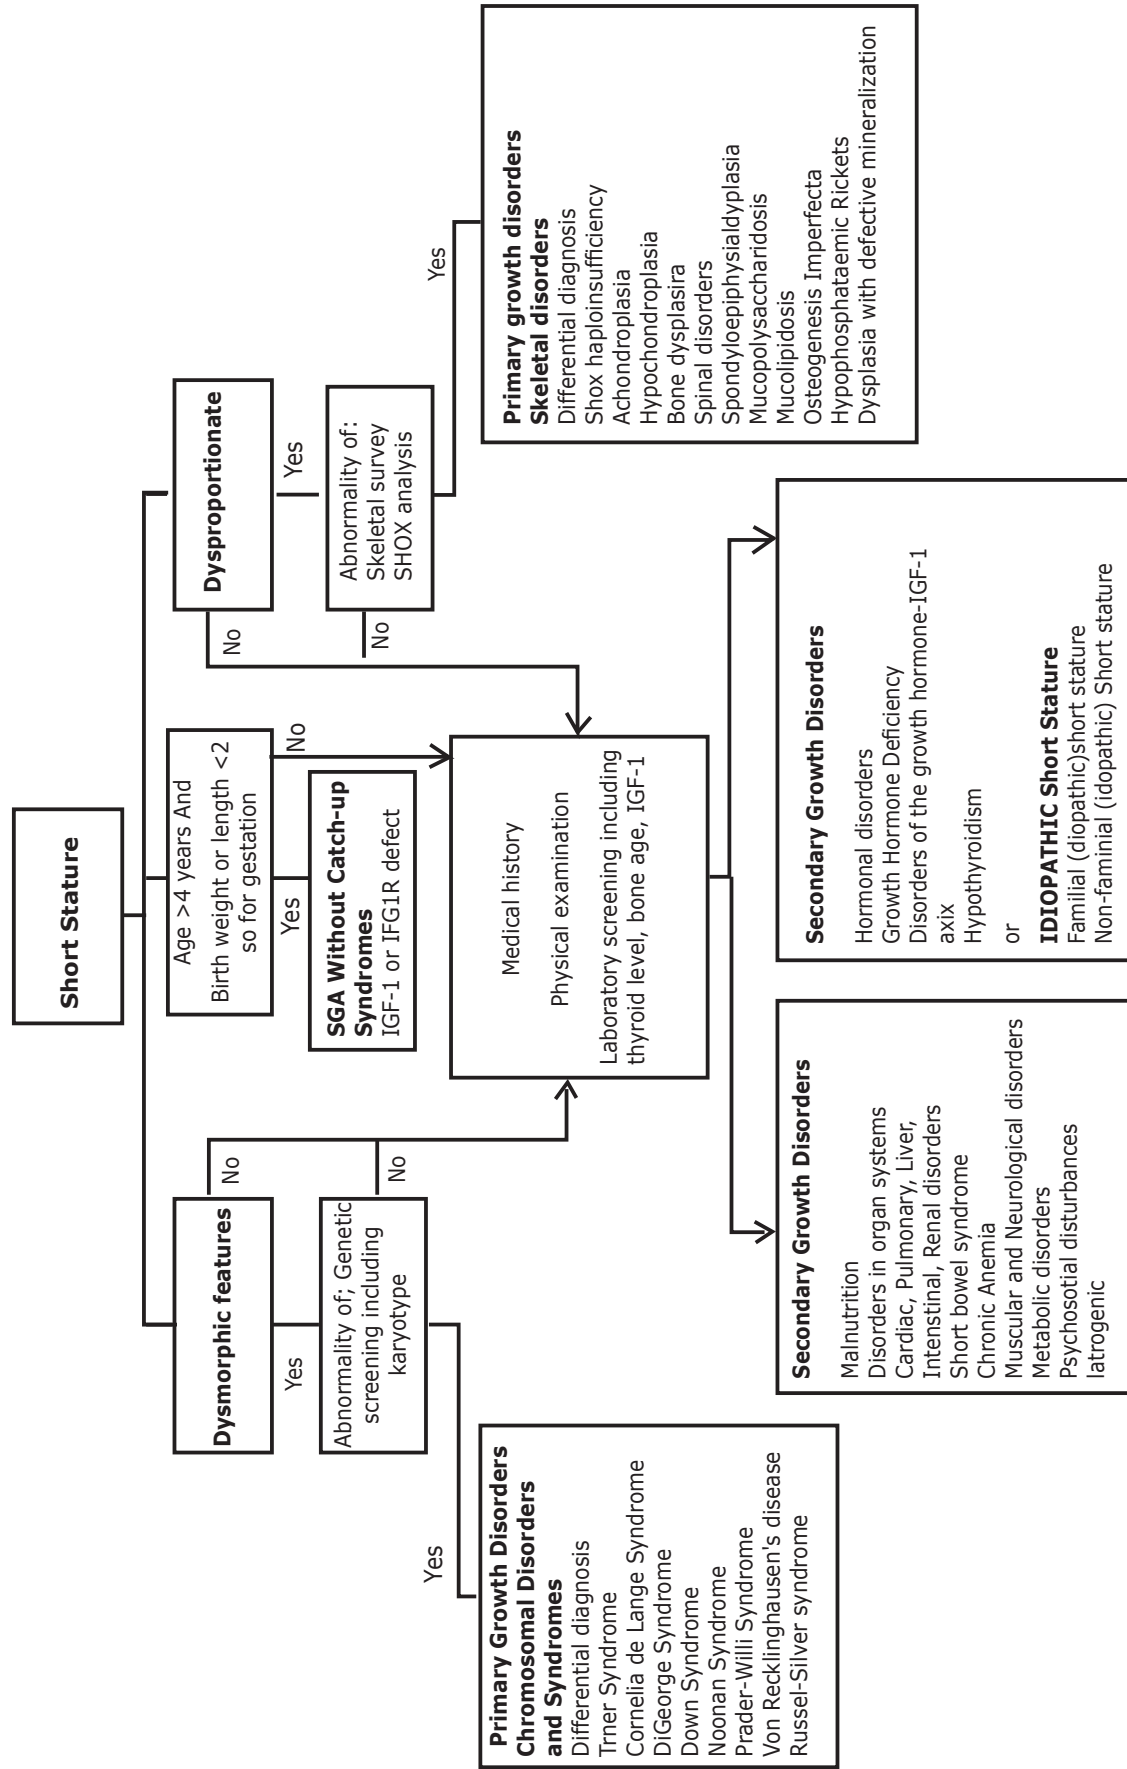 Short Stature
Dysmorphic features
No
Yes
Abnormality of; Genetic
screening including
karyotype
No
Yes
Primary Growth Disorders
Chromosomal Disorders
and Syndromes
Differential diagnosis
Trner Syndrome
Cornelia de Lange Syndrome
DiGeorge Syndrome
Down Syndrome
Noonan Syndrome
Prader-Willi Syndrome
Von Recklinghausen's disease
Russel-Silver syndrome
Age >4 years And
Birth weight or length <2
so for gestation
Yes
No
SGA Without Catch-up
Syndromes
IGF-1 or IFG1R defect
Dysproportionate
No
Yes
Abnormality of:
Skeletal survey
SHOX analysis
No
Yes
Primary growth disorders
Skeletal disorders
Differential diagnosis
Shox haploinsufficiency
Achondroplasia
Hypochondroplasia
Bone dysplasira
Spinal disorders
Spondyloepiphysialdyplasia
Mucopolysaccharidosis
Mucolipidosis
Osteogenesis Imperfecta
Hypophosphataemic Rickets
Dysplasia with defective mineralization
Medical history
Physical examination
Laboratory screening including
thyroid level, bone age, IGF-1
Secondary Growth Disorders
Malnutrition
Disorders in organ systems
Cardiac, Pulmonary, Liver,
Intenstinal, Renal disorders
Short bowel syndrome
Chronic Anemia
Muscular and Neurological disorders
Metabolic disorders
Psychosotial disturbances
Iatrogenic
Secondary Growth Disorders
Hormonal disorders
Growth Hormone Deficiency
Disorders of the growth hormone-IGF-1
axix
Hypothyroidism
or
IDIOPATHIC Short Stature
Familial (diopathic)short stature
Non-faminial (idopathic) Short stature